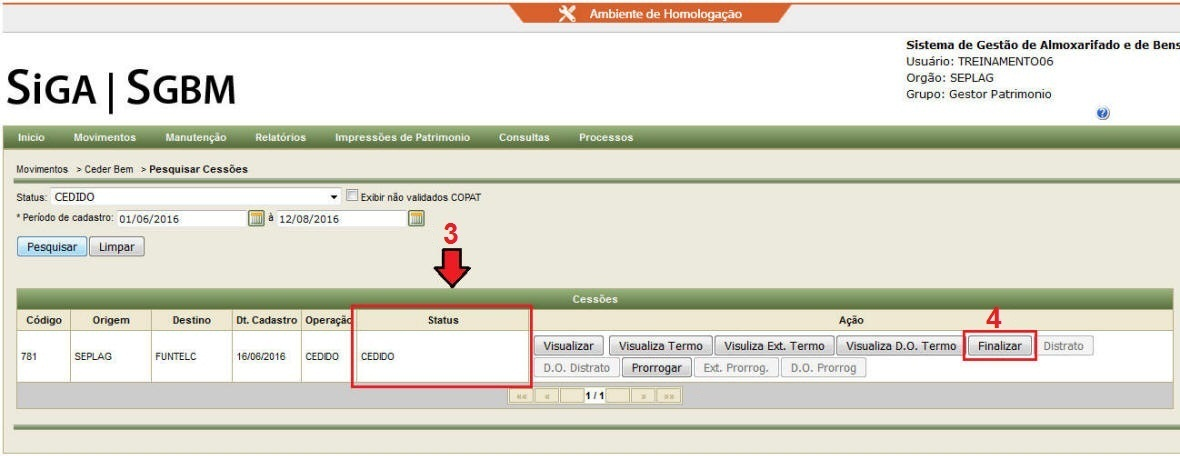 Ambiente de Homologação
Sistema de Gestão de Almoxarifado e de Bens
Usuário: TREINAMENTO06
Orgão: SEPLAG
Grupo: Gestor Patrimonio
SiGA | SGBM
?
Inicio Movimentos Manutenção Relatórios Impressões de Patrimonio Consultas Processos
Movimentos > Ceder Bem > Pesquisar Cessões
Status: CEDIDO Exibir não validados COPAT
* Período de cadastro: 01/06/2016 à 12/08/2016
Pesquisar Limpar
3
Cessões
Código Origem Destino Dt. Cadastro Operação Status Ação
4
781 SEPLAG FUNTELC 16/06/2016 CEDIDO CEDIDO
Visualizar Visualiza Termo Visuliza Ext. Termo Visualiza D.O. Termo Finalizar Distrato
D.O. Distrato Prorrogar Ext. Prorrog. D.O. Prorrog
«« « 1 / 1 » »»